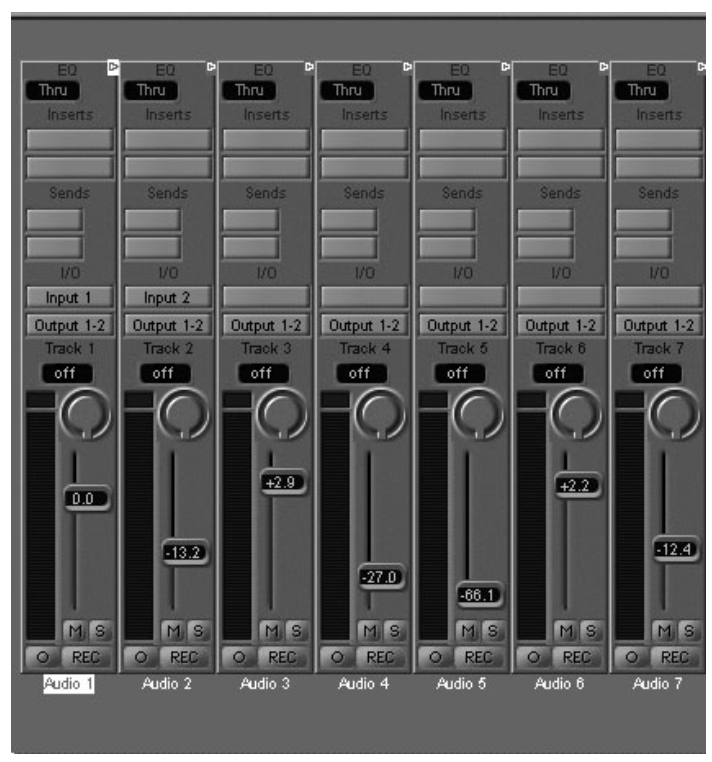 EQ EQ EQ EQ EQ EQ EQ
Thru Thru Thru Thru Thru Thru Thru
Inserts Inserts Inserts Inserts Inserts Inserts Inserts
Sends Sends Sends Sends Sends Sends Sends
I/O I/O I/O I/O I/O I/O I/O
Input 1 Input 2
Output 1-2 Output 1-2 Output 1-2 Output 1-2 Output 1-2 Output 1-2 Output 1-2
Track 1 Track 2 Track 3 Track 4 Track 5 Track 6 Track 7
off off off off off off off
+2.9 +2.2
0.0
-13.2 -12.4
-27.0
-66.1
M S M S M S M S M S M S M S
REC REC REC REC REC REC REC
Audio 1 Audio 2 Audio 3 Audio 4 Audio 5 Audio 6 Audio 7